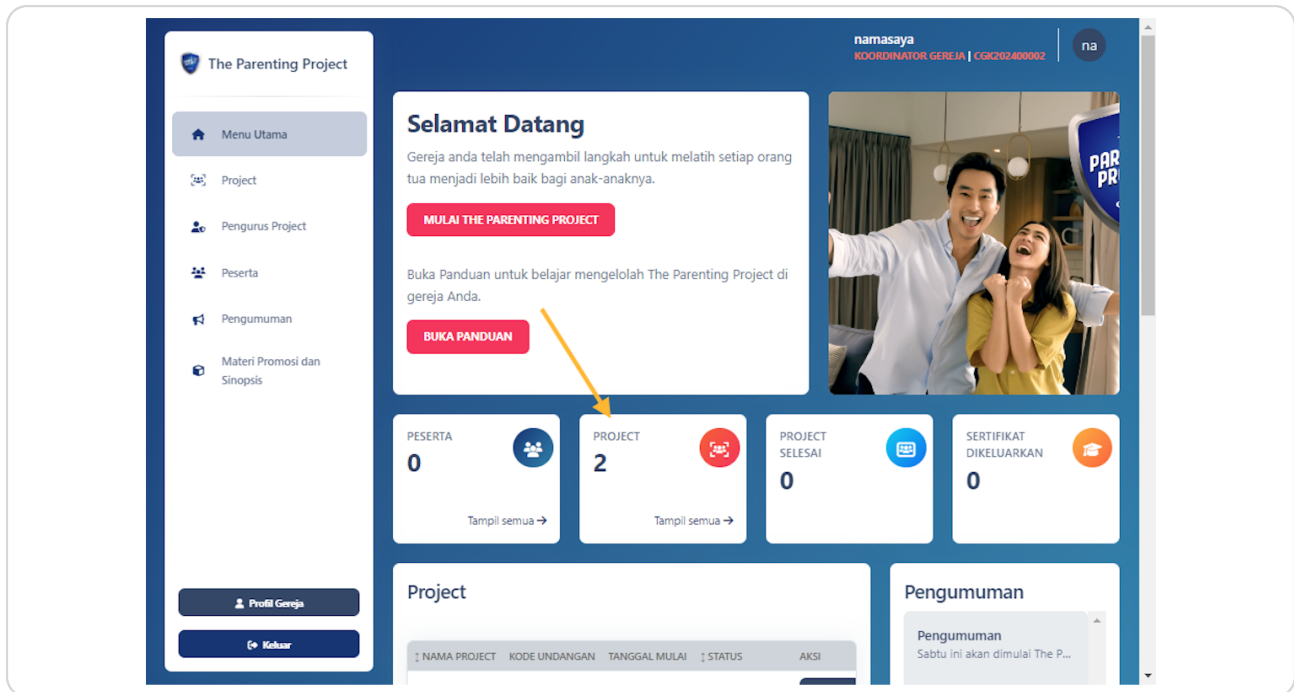 The Parenting Project
namasaya
KOORDINATOR GEREJA | CGK202400002
na
Menu Utama
Project
Pengurus Project
Peserta
Pengumuman
Materi Promosi dan
Sinopsis
Profil Gereja
Keluar
Selamat Datang
Gereja anda telah mengambil langkah untuk melatih setiap orang
tua menjadi lebih baik bagi anak-anaknya.
MULAI THE PARENTING PROJECT
Buka Panduan untuk belajar mengelolah The Parenting Project di
gereja Anda.
BUKA PANDUAN
PESERTA
0
Tampil semua →
PROJECT
2
Tampil semua →
PROJECT
SELESAI
0
SERTIFIKAT
DIKELUARKAN
0
Project
NAMA PROJECT KODE UNDANGAN TANGGAL MULAI STATUS AKSI
Pengumuman
Pengumuman
Sabtu ini akan dimulai The P...